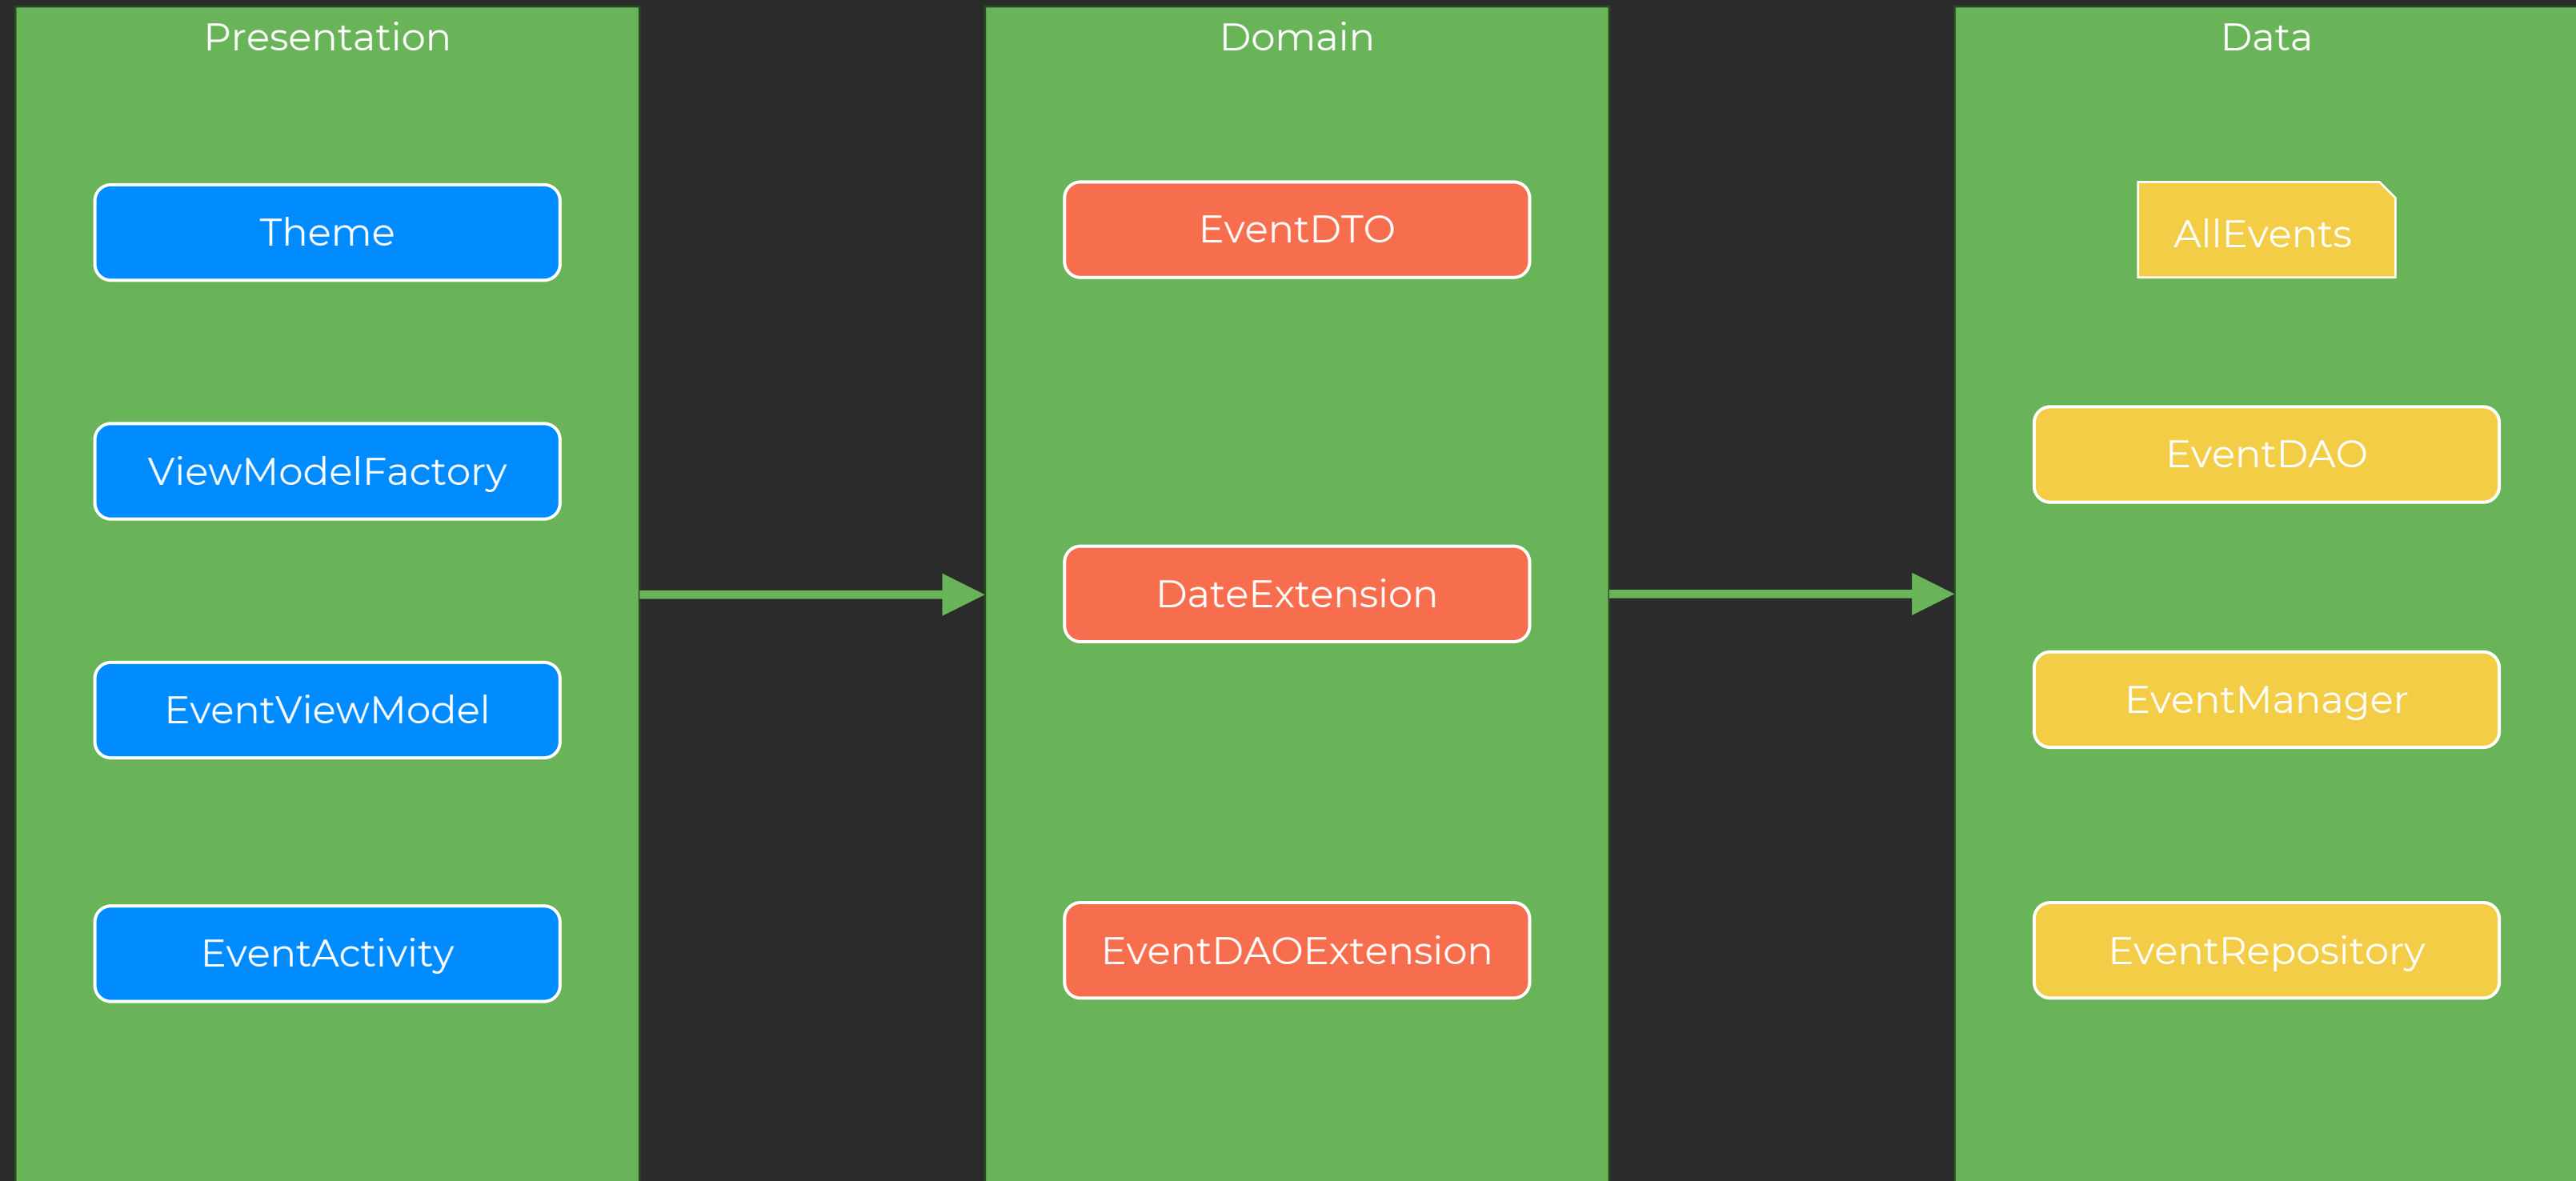 Presentation
Theme
ViewModelFactory
EventViewModel
EventActivity
Domain
EventDTO
DateExtension
EventDAOExtension
Data
AllEvents
EventDAO
EventManager
EventRepository